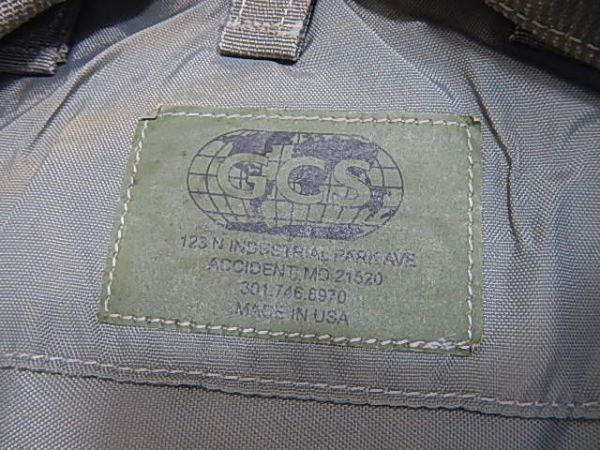 GCS
123 N INDUSTRIAL PARK AVE
ACCIDENT, MD 21520
301.746.8970
MADE IN USA